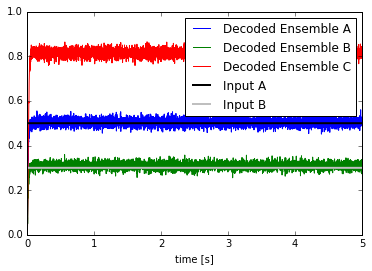 1.0
0.8
0.6
0.4
0.2
0.0
Decoded Ensemble A
Decoded Ensemble B
Decoded Ensemble C
Input A
Input B
0 1 2 3 4 5
time [s]